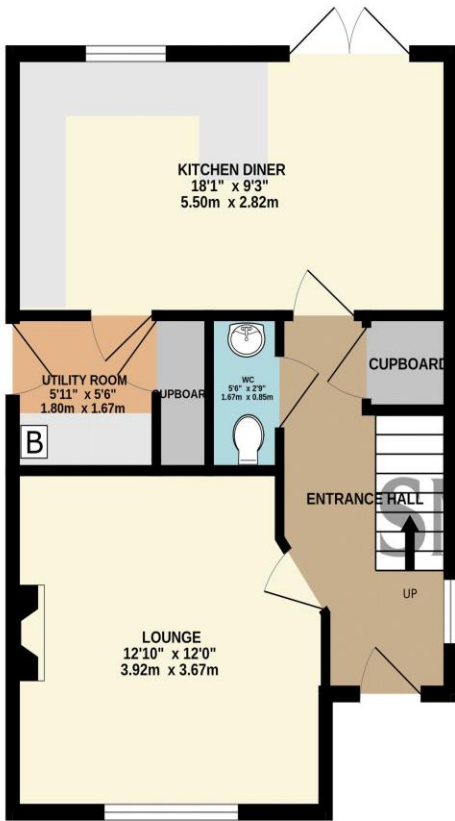 KITCHEN DINER
18'1" x 9'3"
5.50m x 2.82m
UTILITY ROOM
5'11" x 5'6"
1.80m x 1.67m
B
CUPBOARD
WC
5'6" x 2'9"
1.67m x 0.85m
CUPBOARD
ENTRANCE HALL
UP
LOUNGE
12'10" x 12'0"
3.92m x 3.67m